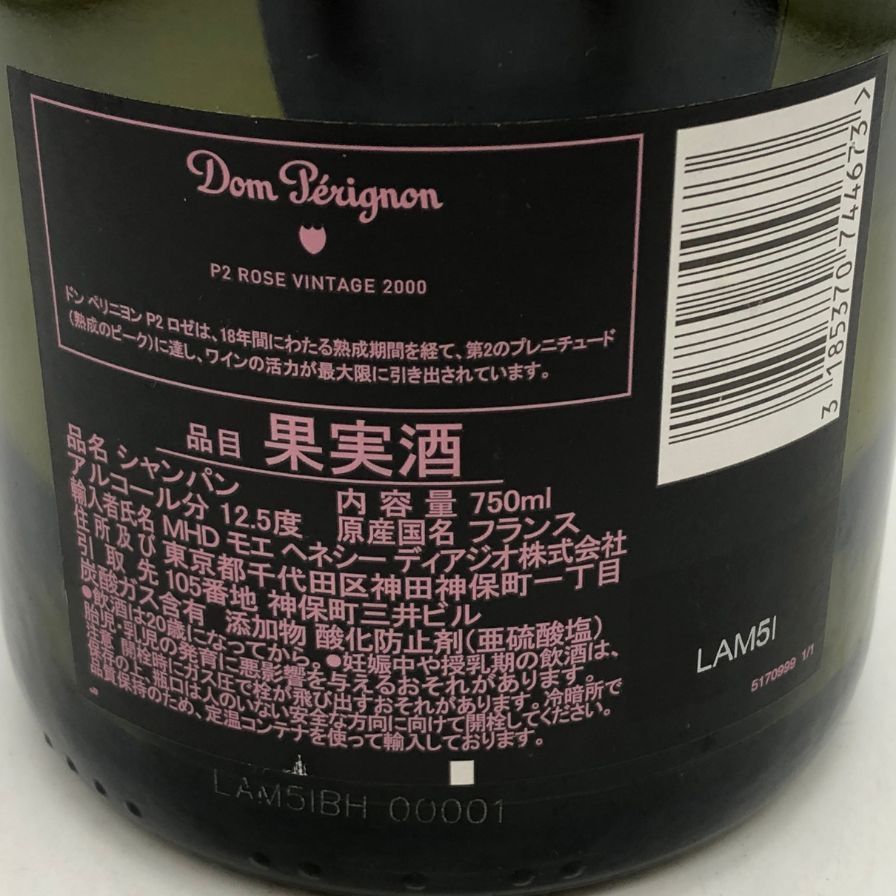 Dom Pérignon
P2 ROSE VINTAGE 2000
ドン ペリニヨン P2 ロゼは、18年間にわたる熟成期間を経て、第2のプレニチュード
(熟成のピーク)に達し、ワインの活力が最大限に引き出されています。
品目 果実酒
品名 シャンパン
アルコール分 12.5度 内容量 750ml
原産国名 フランス
輸入者氏名 MHD モエ ヘネシー ディアジオ株式会社
住所及び 東京都千代田区神田神保町一丁目
引取先 105番地 神保町三井ビル
炭酸ガス含有 添加物 酸化防止剤(亜硫酸塩)
●飲酒は20歳になってから。●妊娠中や授乳期の飲酒は、
胎児・乳児の発育に悪影響を与えるおそれがあります。
注意、開栓時にガス圧で栓が飛び出すおそれがあります。冷暗所で
保存の上、瓶口は人のいない安全な方向に向けて開栓してください。
品質保持のため、定温コンテナを使って輸入しております。
3 185370 744673 >
LAM5I
5170999 1/1
LAM5IBH 00001